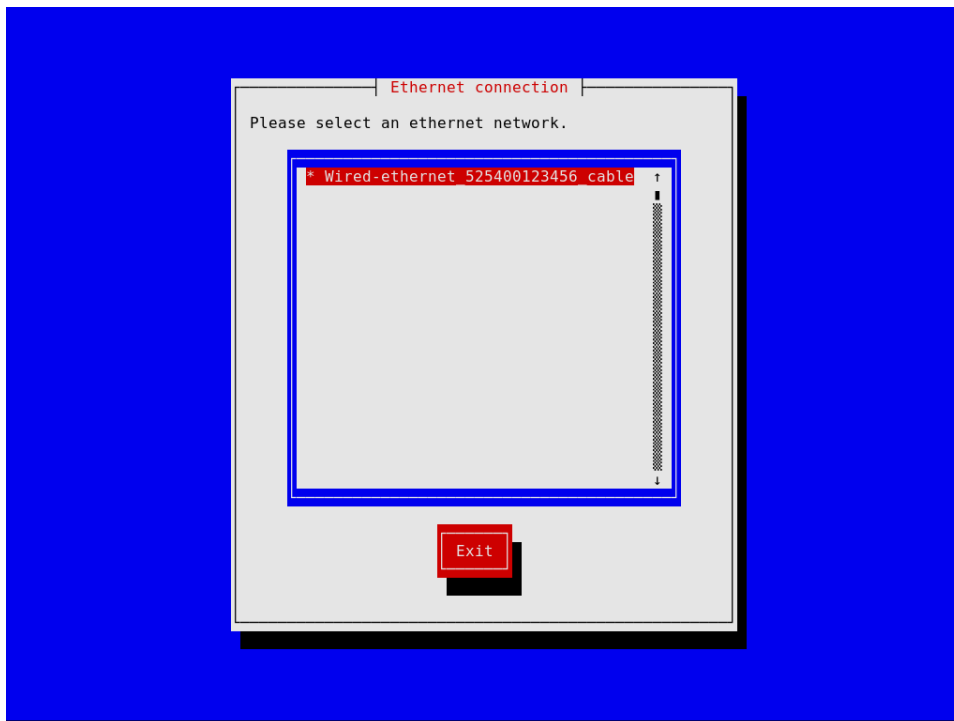 Ethernet connection
Please select an ethernet network.
* Wired-ethernet_525400123456_cable ↑
↓
Exit